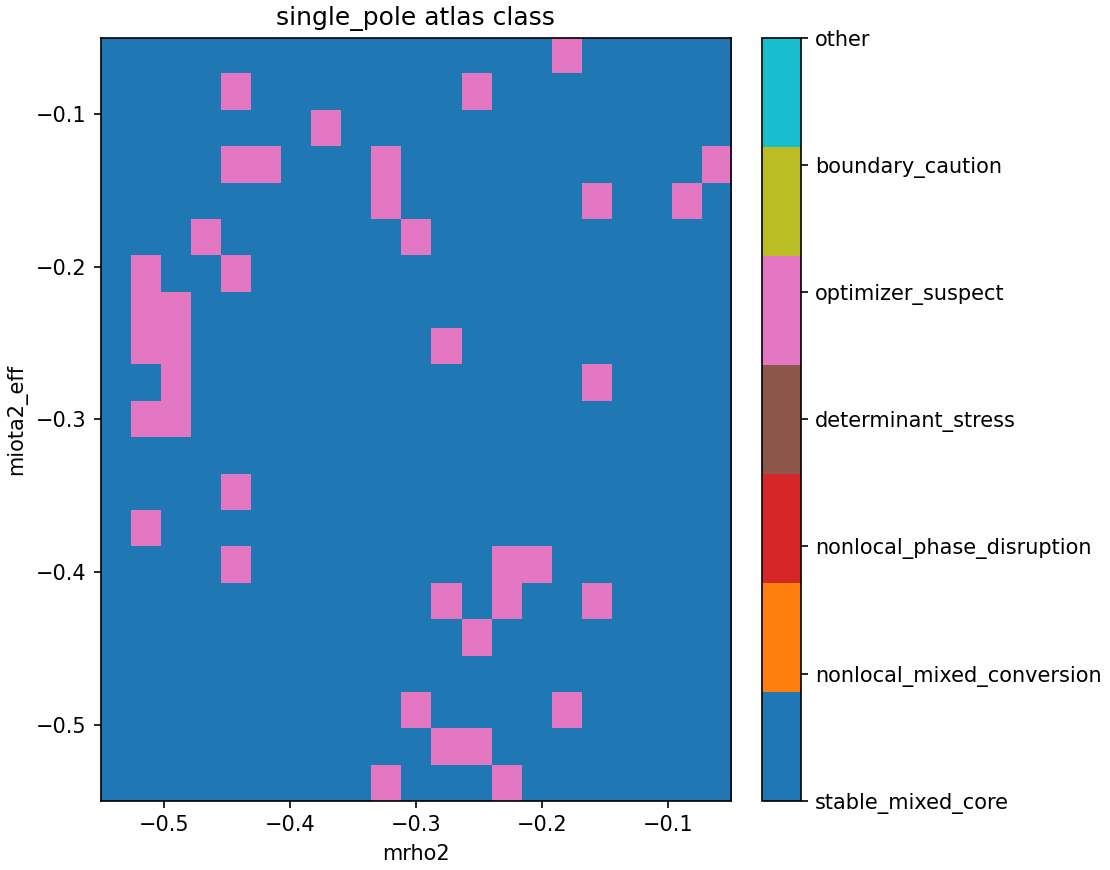 single_pole atlas class
−0.1
−0.2
−0.3
−0.4
−0.5
miota2_eff
−0.5
−0.4
−0.3
−0.2
−0.1
mrho2
other
boundary_caution
optimizer_suspect
determinant_stress
nonlocal_phase_disruption
nonlocal_mixed_conversion
stable_mixed_core